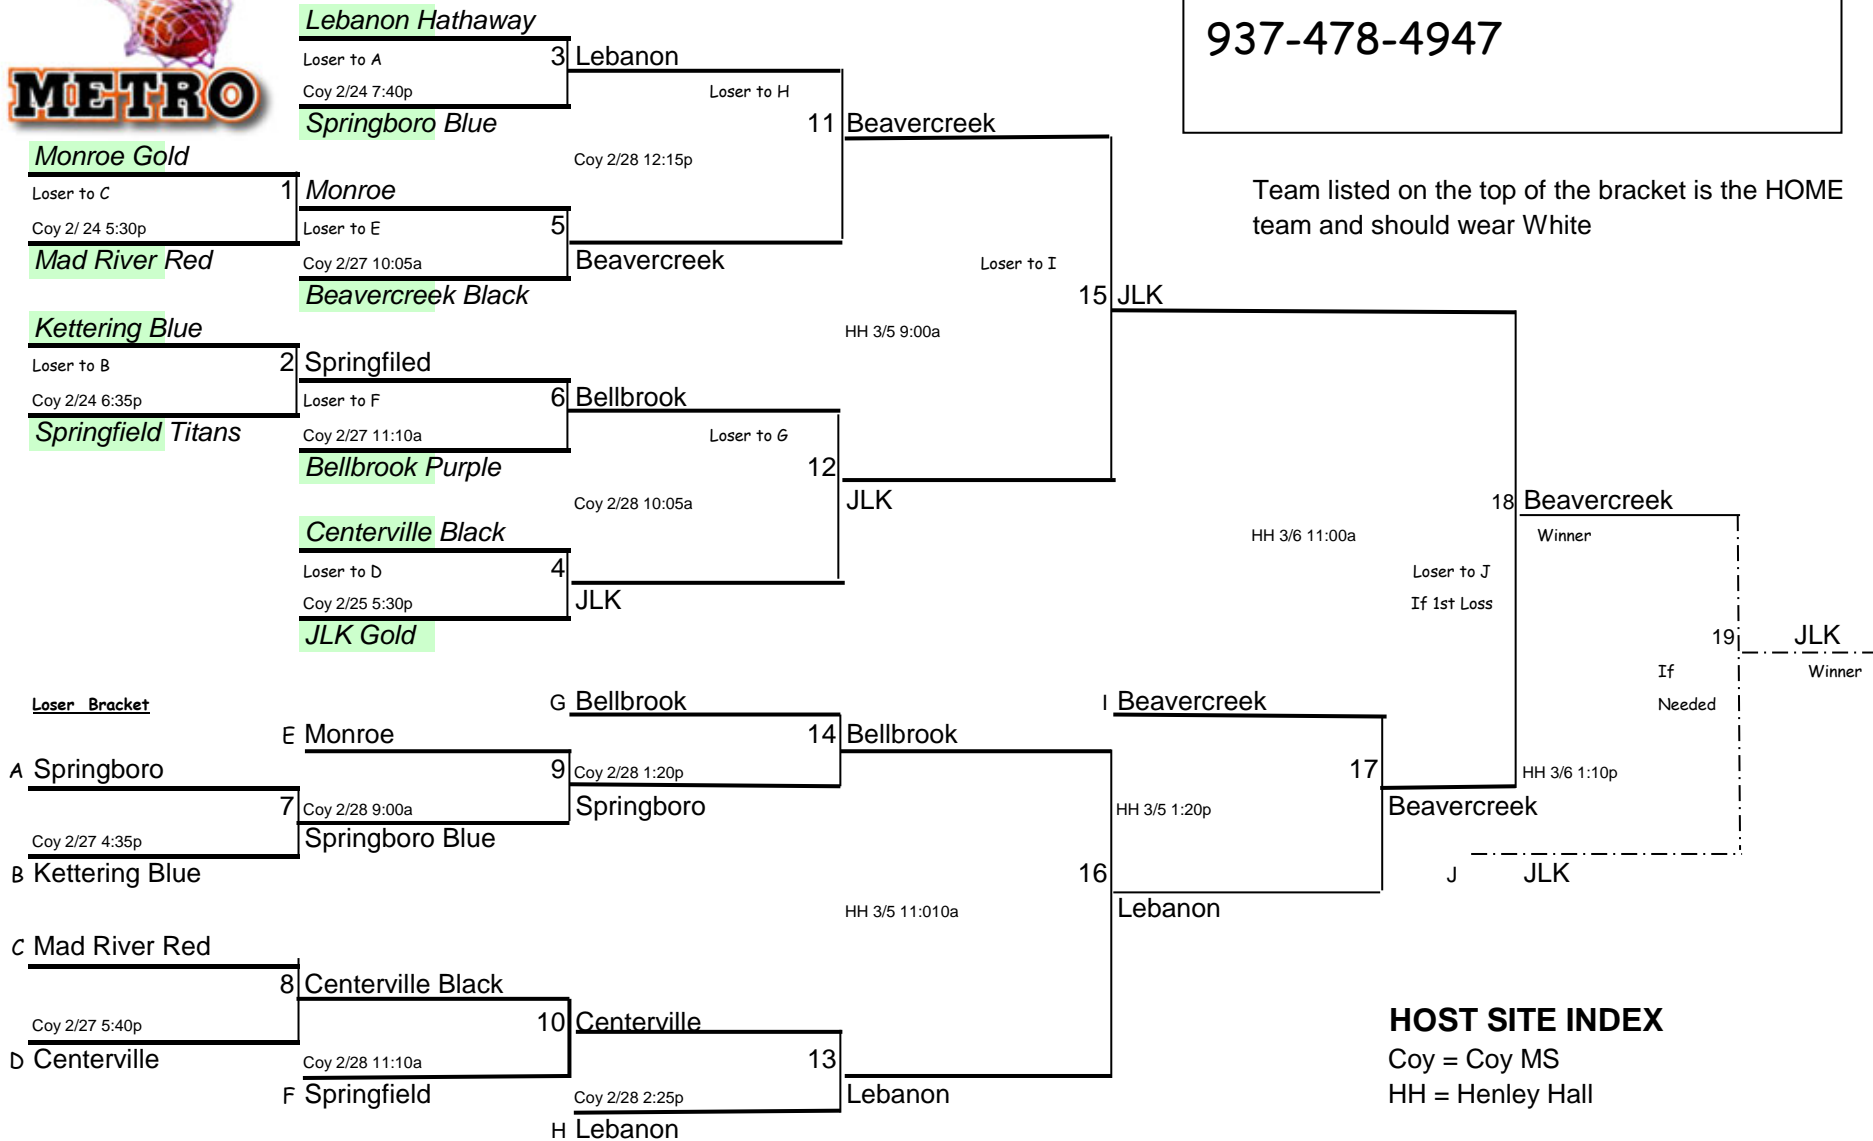 METRO
937-478-4947
Team listed on the top of the bracket is the HOME
team and should wear White
Lebanon Hathaway
Loser to A
3
Coy 2/24 7:40p
Springboro Blue
Lebanon
Loser to H
11
Coy 2/28 12:15p
Beavercreek
Monroe Gold
Loser to C
1
Coy 2/ 24 5:30p
Mad River Red
Monroe
Loser to E
5
Coy 2/27 10:05a
Beavercreek Black
Beavercreek
Loser to I
15
HH 3/5 9:00a
JLK
Kettering Blue
Loser to B
2
Coy 2/24 6:35p
Springfield Titans
Springfiled
Loser to F
6
Coy 2/27 11:10a
Bellbrook Purple
Bellbrook
Loser to G
12
Coy 2/28 10:05a
JLK
Centerville Black
Loser to D
4
Coy 2/25 5:30p
JLK Gold
JLK
HH 3/6 11:00a
18
Beavercreek
Winner
Loser to J
If 1st Loss
19
JLK
Winner
If
Needed
HH 3/6 1:10p
J JLK
Loser Bracket
G Bellbrook
E Monroe
14
Bellbrook
I Beavercreek
A Springboro
9
Coy 2/28 1:20p
17
7
Coy 2/28 9:00a
Springboro
HH 3/5 1:20p
Beavercreek
Coy 2/27 4:35p
Springboro Blue
B Kettering Blue
16
HH 3/5 11:010a
Lebanon
C Mad River Red
8
Centerville Black
Coy 2/27 5:40p
10
Centerville
D Centerville
Coy 2/28 11:10a
13
F Springfield
Coy 2/28 2:25p
Lebanon
H Lebanon
HOST SITE INDEX
Coy = Coy MS
HH = Henley Hall